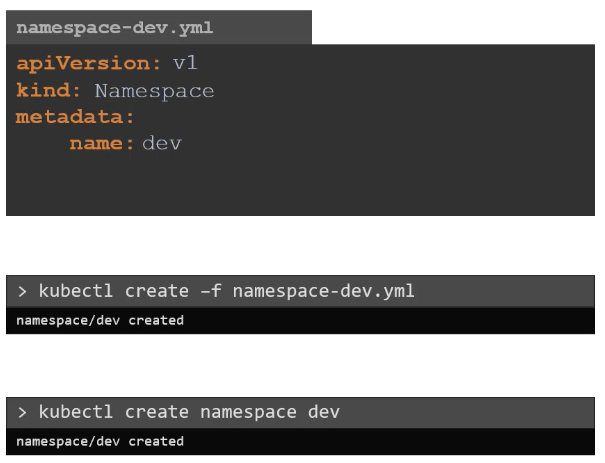 namespace-dev.yml
apiVersion: v1
kind: Namespace
metadata:
name: dev
> kubectl create –f namespace-dev.yml
namespace/dev created
> kubectl create namespace dev
namespace/dev created